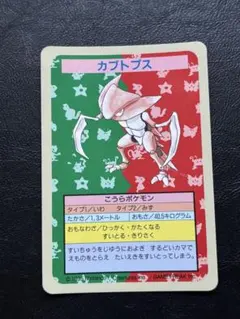 カブトプス
こうらポケモン
タイプ1/いわ タイプ2/みず
たかさ/1.3メートル おもさ/40.5キログラム
おもなわざ/ひっかく・かたくなる
すいとる・きりさく
すいちゅうをじゆうにおよぎ するどいカマで
えものをとらえ たいえきをすいとってしまう。